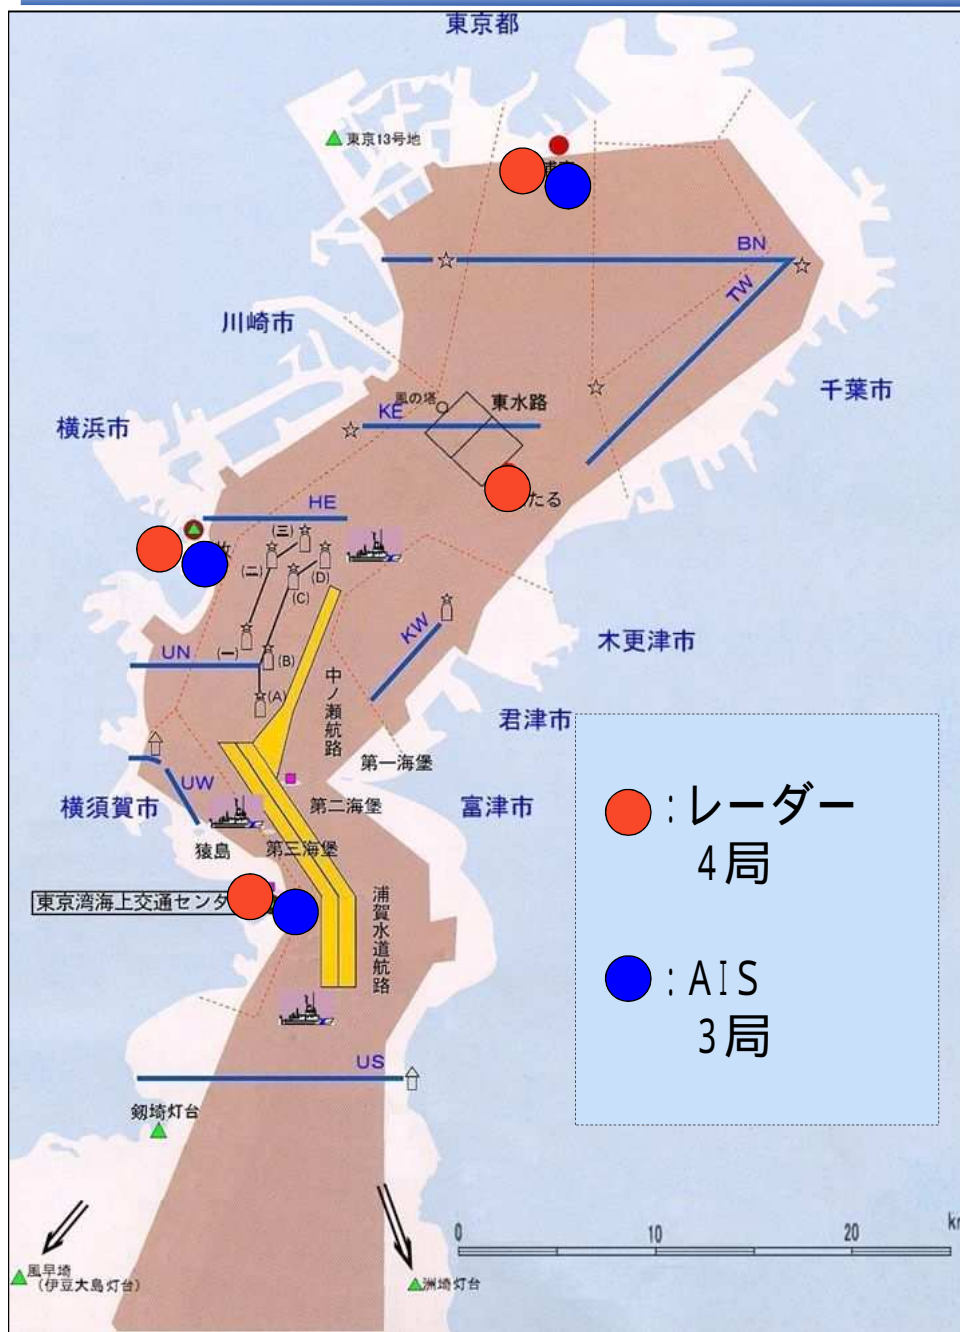 東京都
東京13号地
BN
TW
川崎市
千葉市
風の塔
東水路
KE
横浜市
たる
HE
(三)
(二)
(D)
(C)
KW
木更津市
UN
(一)
(B)
(A)
中ノ瀬航路
君津市
第一海堡
UW
横須賀市
第二海堡
富津市
猿島
第三海堡
東京湾海上交通センタ
浦賀水道航路
US
剱埼灯台
風早埼
(伊豆大島灯台)
洲埼灯台
0
10
20
:レーダー
4局
:AIS
3局